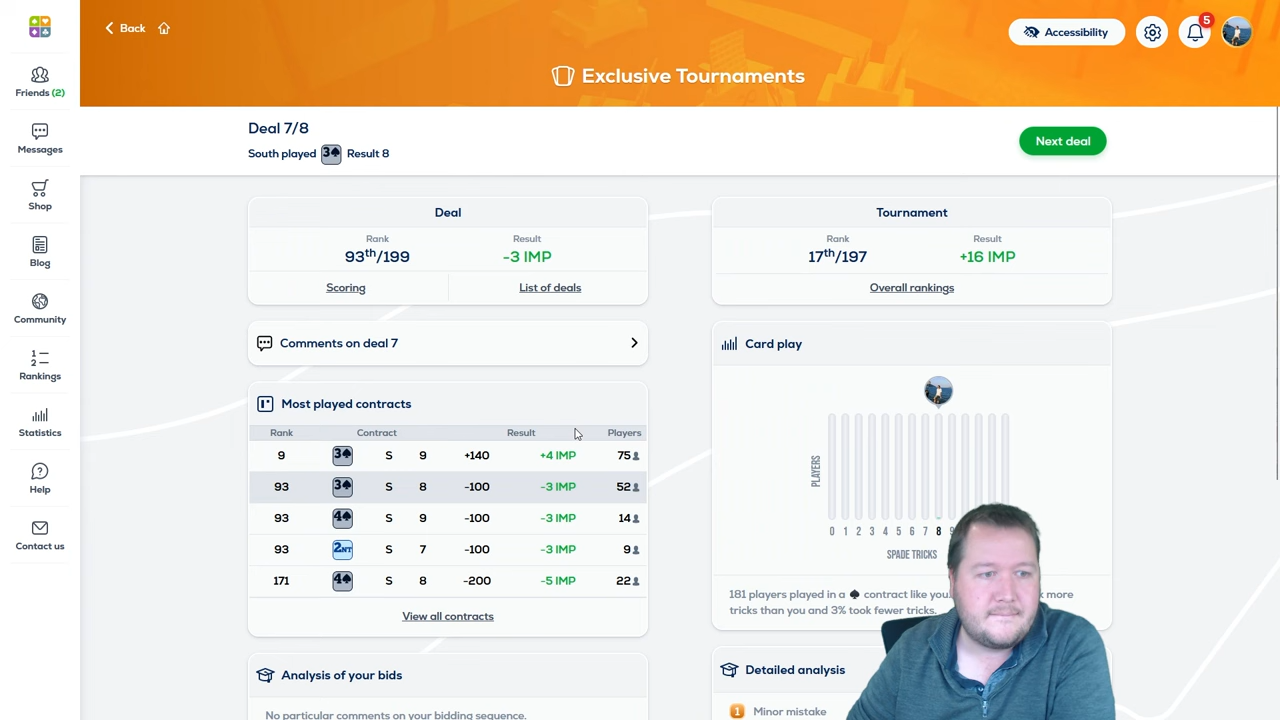 Back
Accessibility
5
Exclusive Tournaments
Friends (2)
Messages
Shop
Blog
Community
Rankings
Statistics
Help
Contact us
Deal 7/8
South played 3♠ Result 8
Next deal
Deal
Rank Result
93th/199 -3 IMP
Scoring List of deals
Tournament
Rank Result
17th/197 +16 IMP
Overall rankings
Comments on deal 7
Most played contracts
Rank Contract Result Players
9 3♠ S 9 +140 +4 IMP 75
93 3♠ S 8 -100 -3 IMP 52
93 4♠ S 9 -100 -3 IMP 14
93 2NT S 7 -100 -3 IMP 9
171 4♠ S 8 -200 -5 IMP 22
View all contracts
Analysis of your bids
No particular comments on your bidding sequence.
Card play
PLAYERS
0 1 2 3 4 5 6 7 8
SPADE TRICKS
181 players played in a ♠ contract like you. more
tricks than you and 3% took fewer tricks.
Detailed analysis
1 Minor mistake